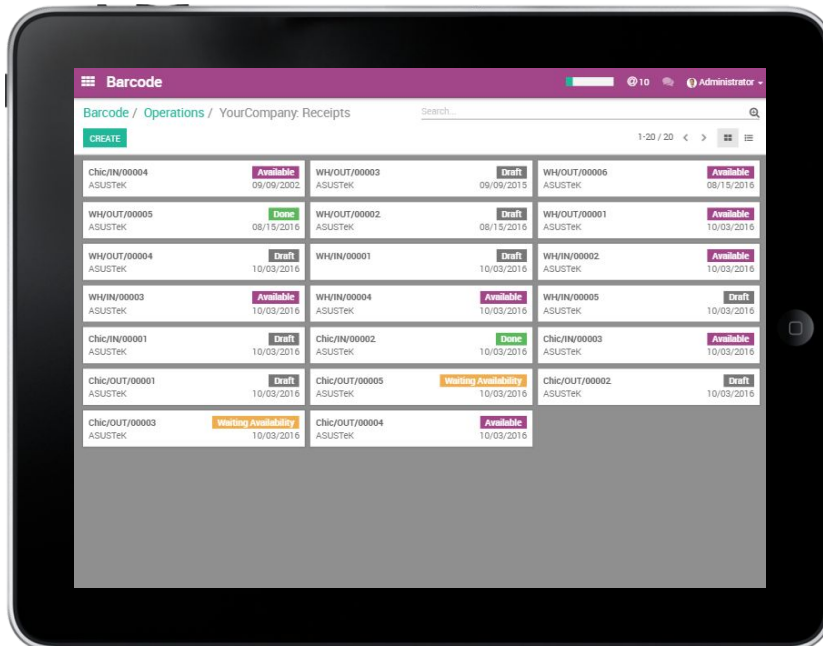 Barcode
@ 10
Administrator
Barcode / Operations / YourCompany: Receipts
Search...
CREATE
1-20 / 20
Chic/IN/00004 Available
ASUSTeK 09/09/2002
WH/OUT/00003 Draft
ASUSTeK 09/09/2015
WH/OUT/00006 Available
ASUSTeK 08/15/2016
WH/OUT/00005 Done
ASUSTeK 08/15/2016
WH/OUT/00002 Draft
ASUSTeK 08/15/2016
WH/OUT/00001 Available
ASUSTeK 10/03/2016
WH/OUT/00004 Draft
ASUSTeK 10/03/2016
WH/IN/00001 Draft
10/03/2016
WH/IN/00002 Available
ASUSTeK 10/03/2016
WH/IN/00003 Available
ASUSTeK 10/03/2016
WH/IN/00004 Available
ASUSTeK 10/03/2016
WH/IN/00005 Draft
ASUSTeK 10/03/2016
Chic/IN/00001 Draft
ASUSTeK 10/03/2016
Chic/IN/00002 Done
ASUSTeK 10/03/2016
Chic/IN/00003 Available
ASUSTeK 10/03/2016
Chic/OUT/00001 Draft
ASUSTeK 10/03/2016
Chic/OUT/00005 Waiting Availability
ASUSTeK 10/03/2016
Chic/OUT/00002 Draft
ASUSTeK 10/03/2016
Chic/OUT/00003 Waiting Availability
ASUSTeK 10/03/2016
Chic/OUT/00004 Available
ASUSTeK 10/03/2016